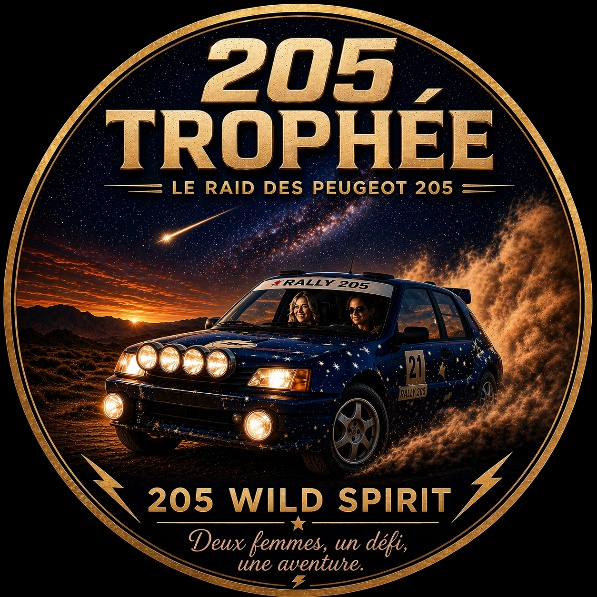 205
TROPHÉE
LE RAID DES PEUGEOT 205
RALLY 205
21
RALLY 205
205 WILD SPIRIT
Deux femmes, un défi,
une aventure.